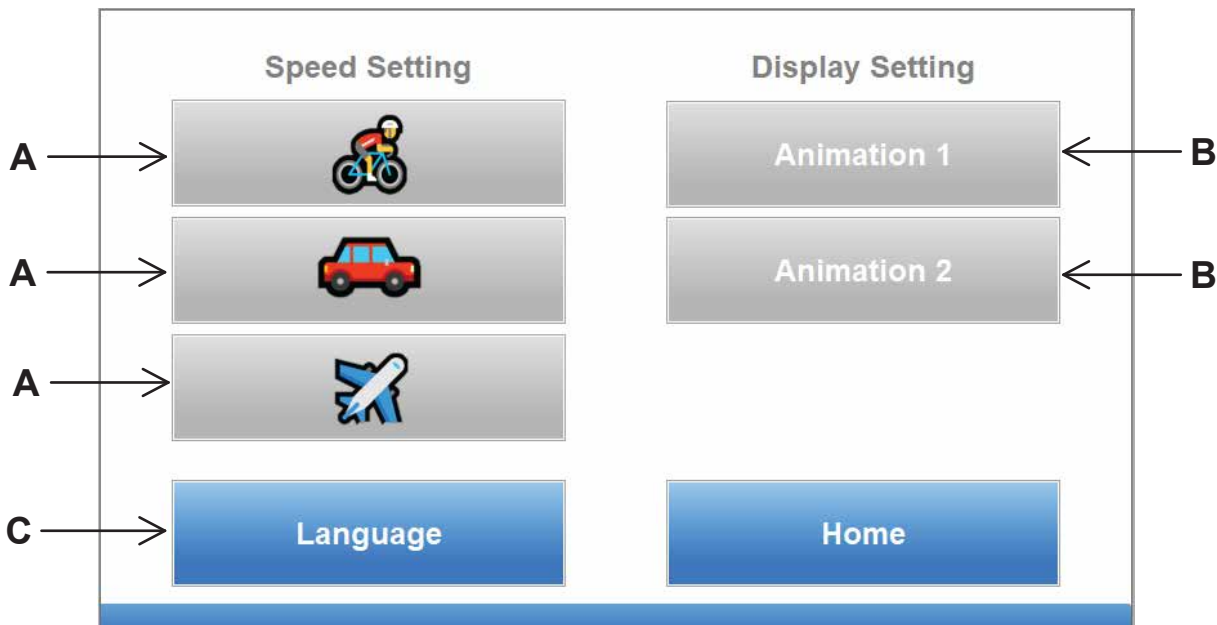 Speed Setting Display Setting
A Animation 1 B
A Animation 2 B
A
C Language Home